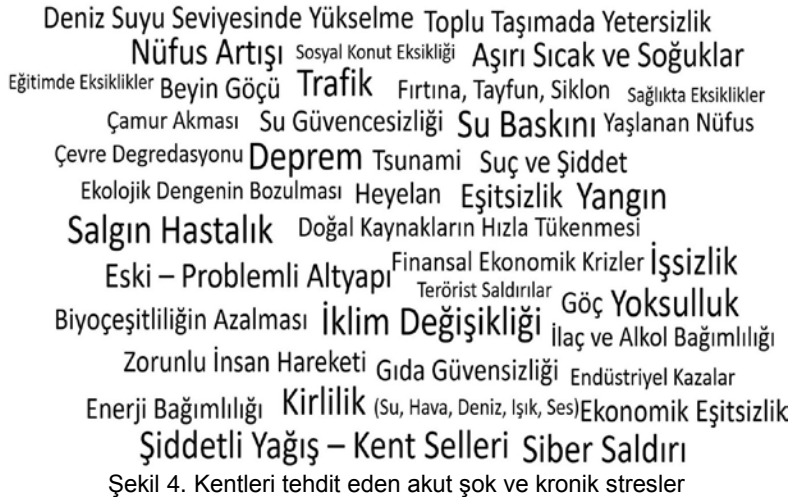 Deniz Suyu Seviyesinde Yükselme Toplu Taşımada Yetersizlik
Nüfus Artışı Sosyal Konut Eksikliği Aşırı Sıcak ve Soğuklar
Eğitimde Eksiklikler Beyin Göçü Trafik Fırtına, Tayfun, Siklon Sağlıkta Eksiklikler
Çamur Akması Su Güvencesizliği Su Baskını Yaşlanan Nüfus
Çevre Degredasyonu Deprem Tsunami Suç ve Şiddet
Ekolojik Dengenin Bozulması Heyelan Eşitsizlik Yangın
Salgın Hastalık Doğal Kaynakların Hızla Tükenmesi
Eski – Problemli Altyapı Finansal Ekonomik Krizler İşsizlik
Terörist Saldırılar Göç Yoksulluk
Biyoçeşitliliğin Azalması İklim Değişikliği İlaç ve Alkol Bağımlılığı
Zorunlu İnsan Hareketi Gıda Güvensizliği Endüstriyel Kazalar
Enerji Bağımlılığı Kirlilik (Su, Hava, Deniz, Işık, Ses) Ekonomik Eşitsizlik
Şiddetli Yağış – Kent Selleri Siber Saldırı
Şekil 4. Kentleri tehdit eden akut şok ve kronik stresler